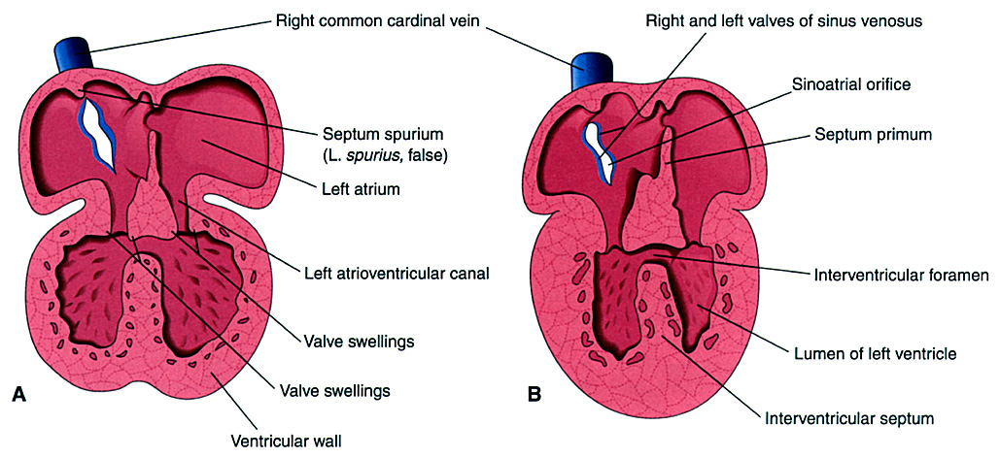 Right common cardinal vein
Right and left valves of sinus venosus
Sinoatrial orifice
Septum spurium
(L. spurius, false)
Septum primum
Left atrium
Left atrioventricular canal
Interventricular foramen
Valve swellings
Lumen of left ventricle
Valve swellings
A
B
Interventricular septum
Ventricular wall